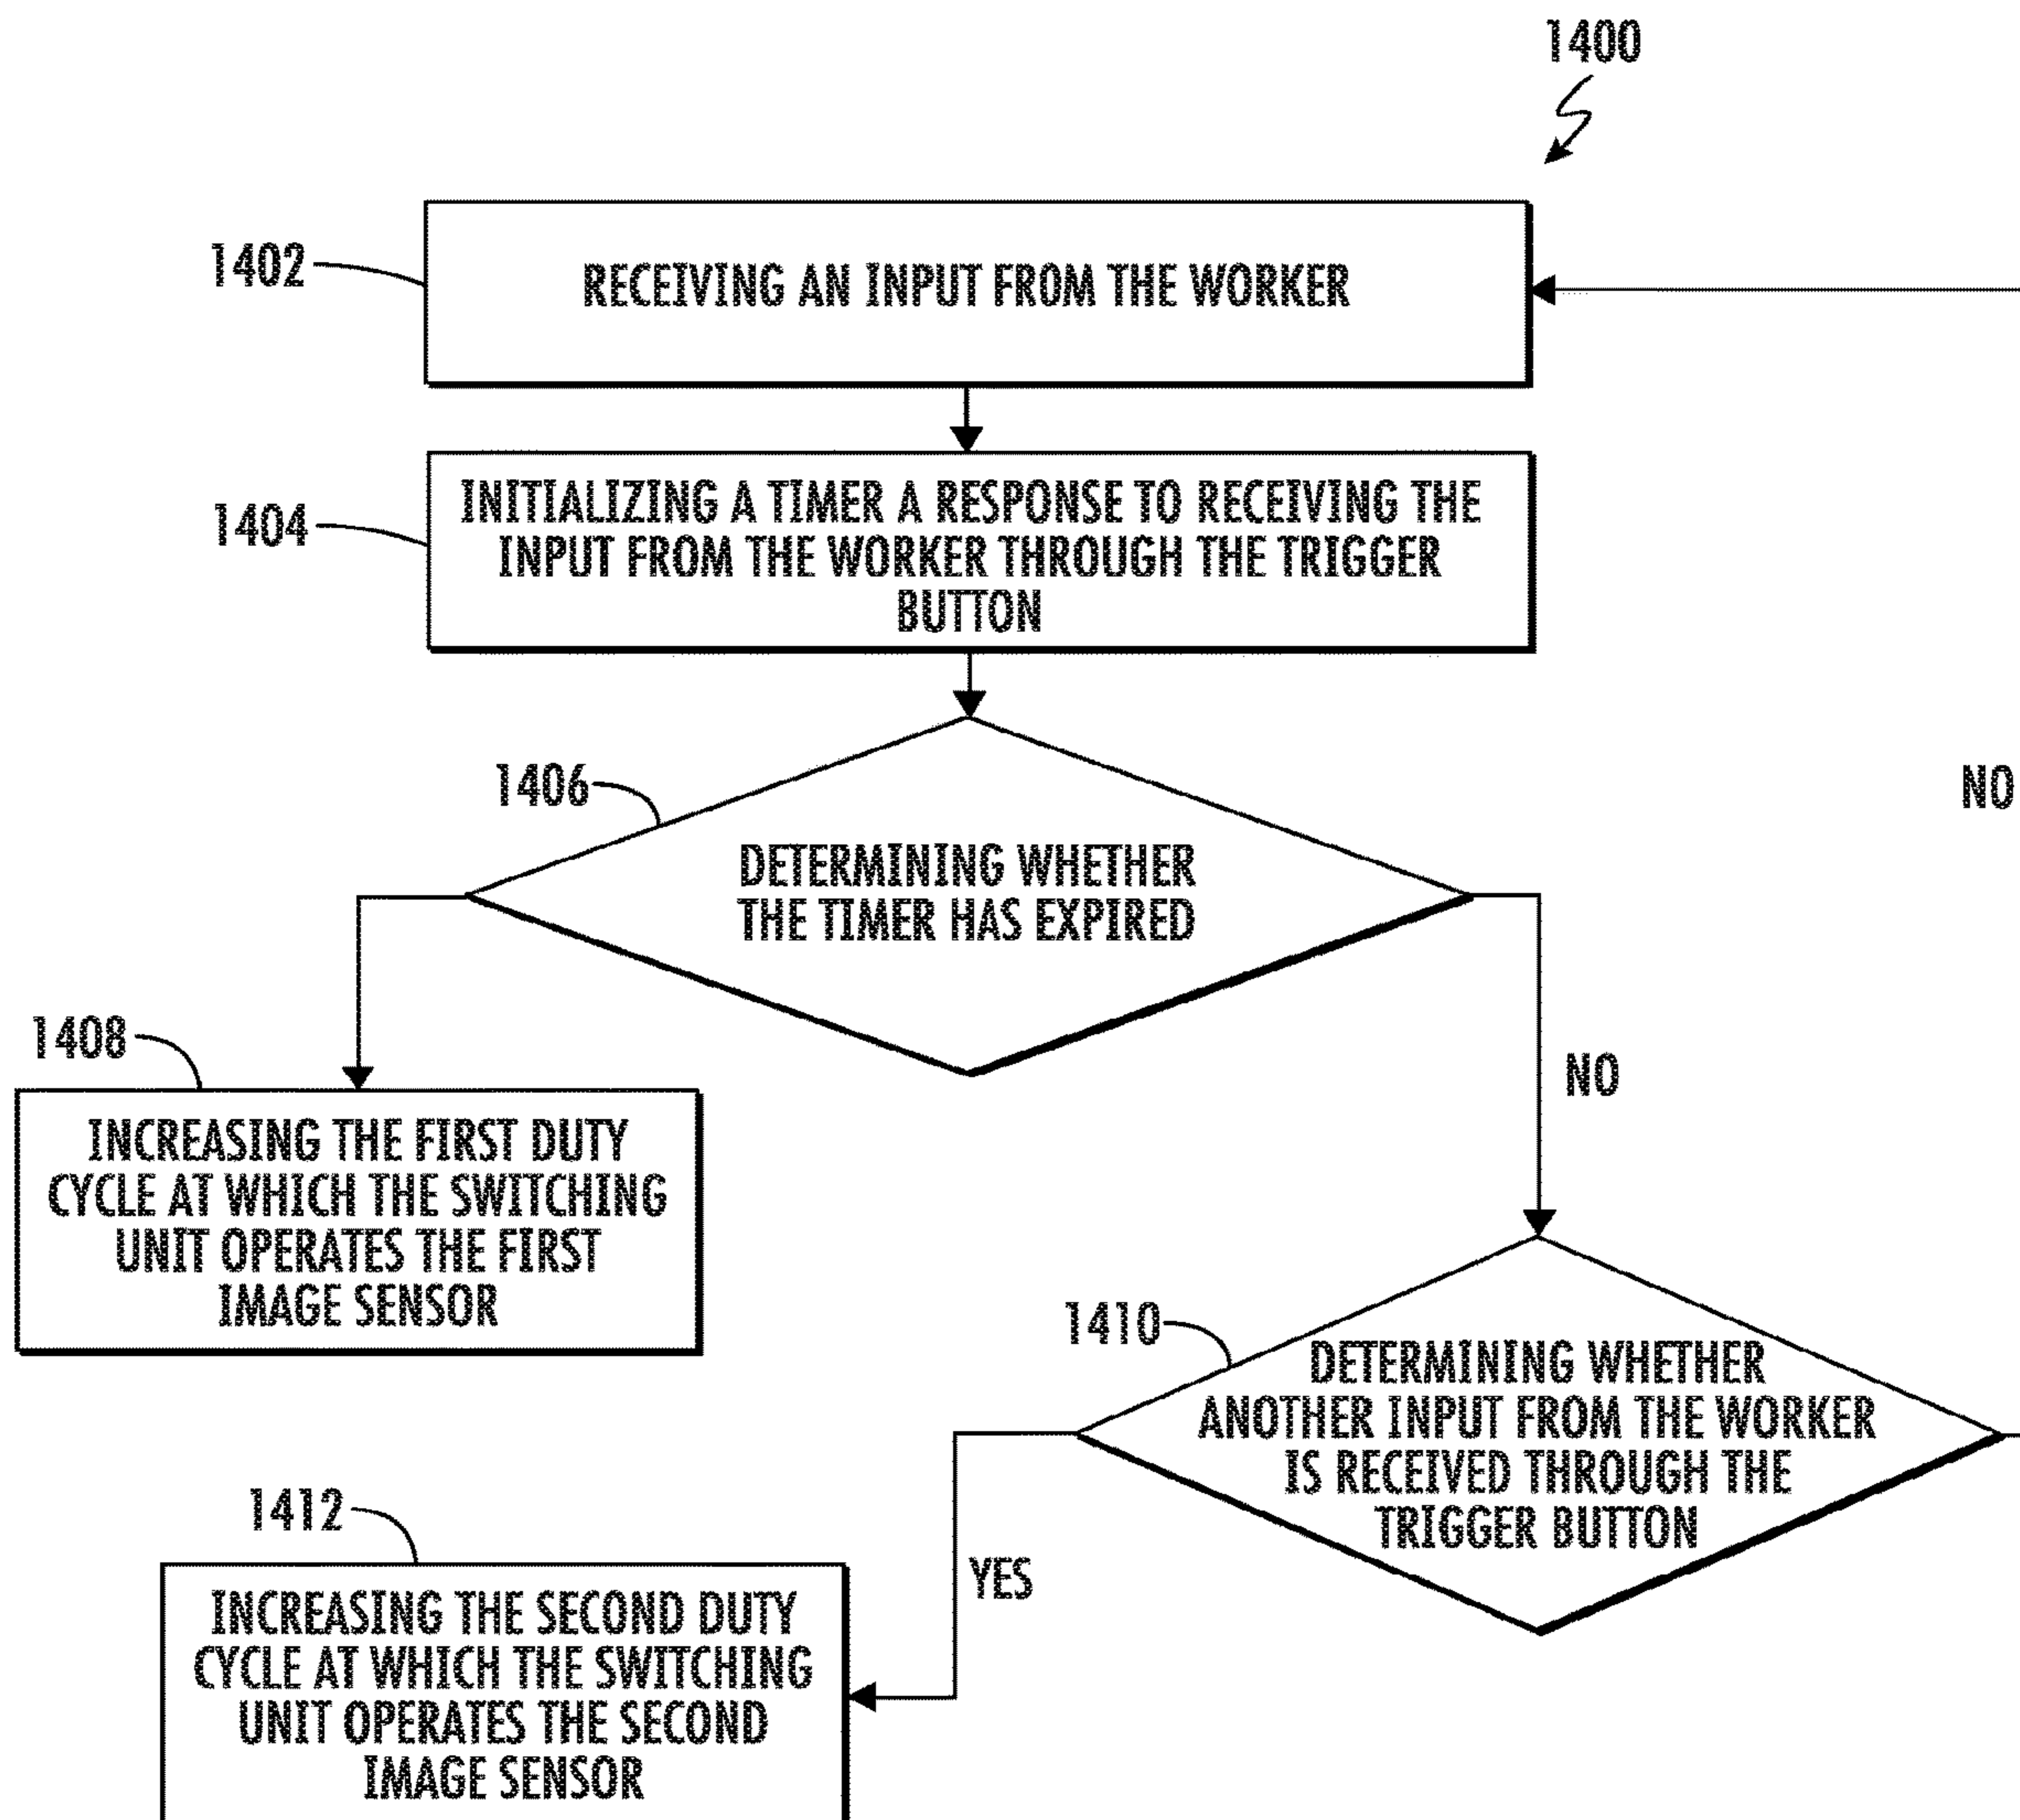 1400
1402
RECEIVING AN INPUT FROM THE WORKER
1404
INITIALIZING A TIMER A RESPONSE TO RECEIVING THE
INPUT FROM THE WORKER THROUGH THE TRIGGER
BUTTON
1406
NO
DETERMINING WHETHER
THE TIMER HAS EXPIRED
1408
NO
INCREASING THE FIRST DUTY
CYCLE AT WHICH THE SWITCHING
UNIT OPERATES THE FIRST
IMAGE SENSOR
1410
DETERMINING WHETHER
ANOTHER INPUT FROM THE WORKER
IS RECEIVED THROUGH THE
TRIGGER BUTTON
1412
YES
INCREASING THE SECOND DUTY
CYCLE AT WHICH THE SWITCHING
UNIT OPERATES THE SECOND
IMAGE SENSOR